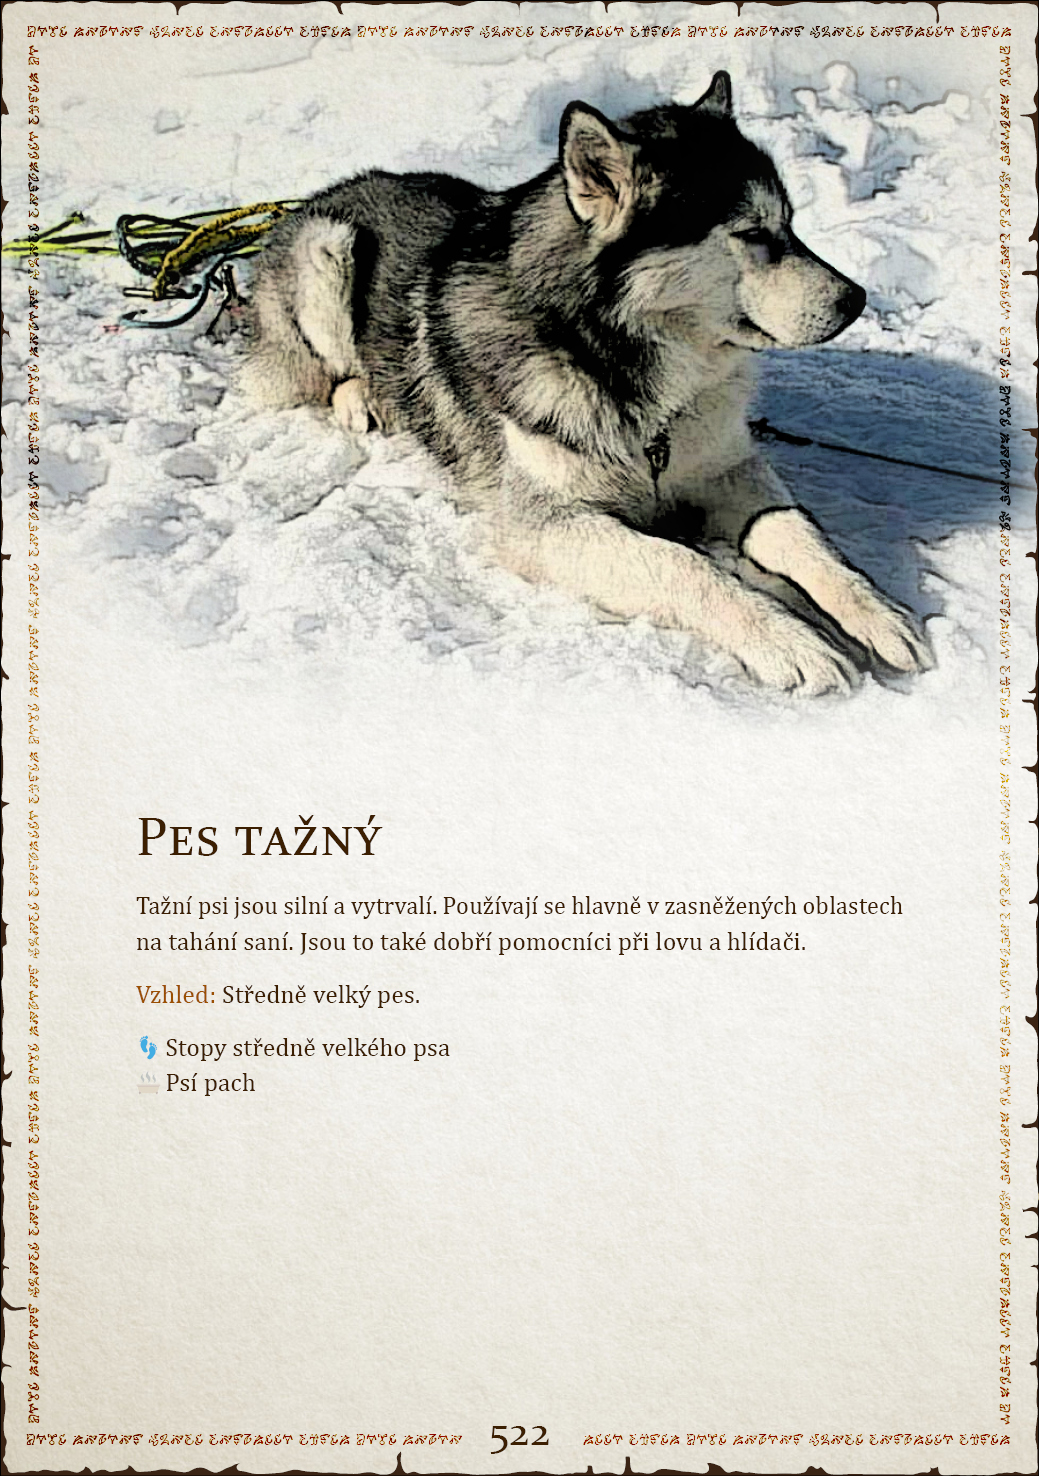 Pes tažný
Tažní psi jsou silní a vytrvalí. Používají se hlavně v zasněžených oblastech
na tahání saní. Jsou to také dobří pomocníci při lovu a hlídači.
Vzhled: Středně velký pes.
Stopy středně velkého psa
Psí pach
522